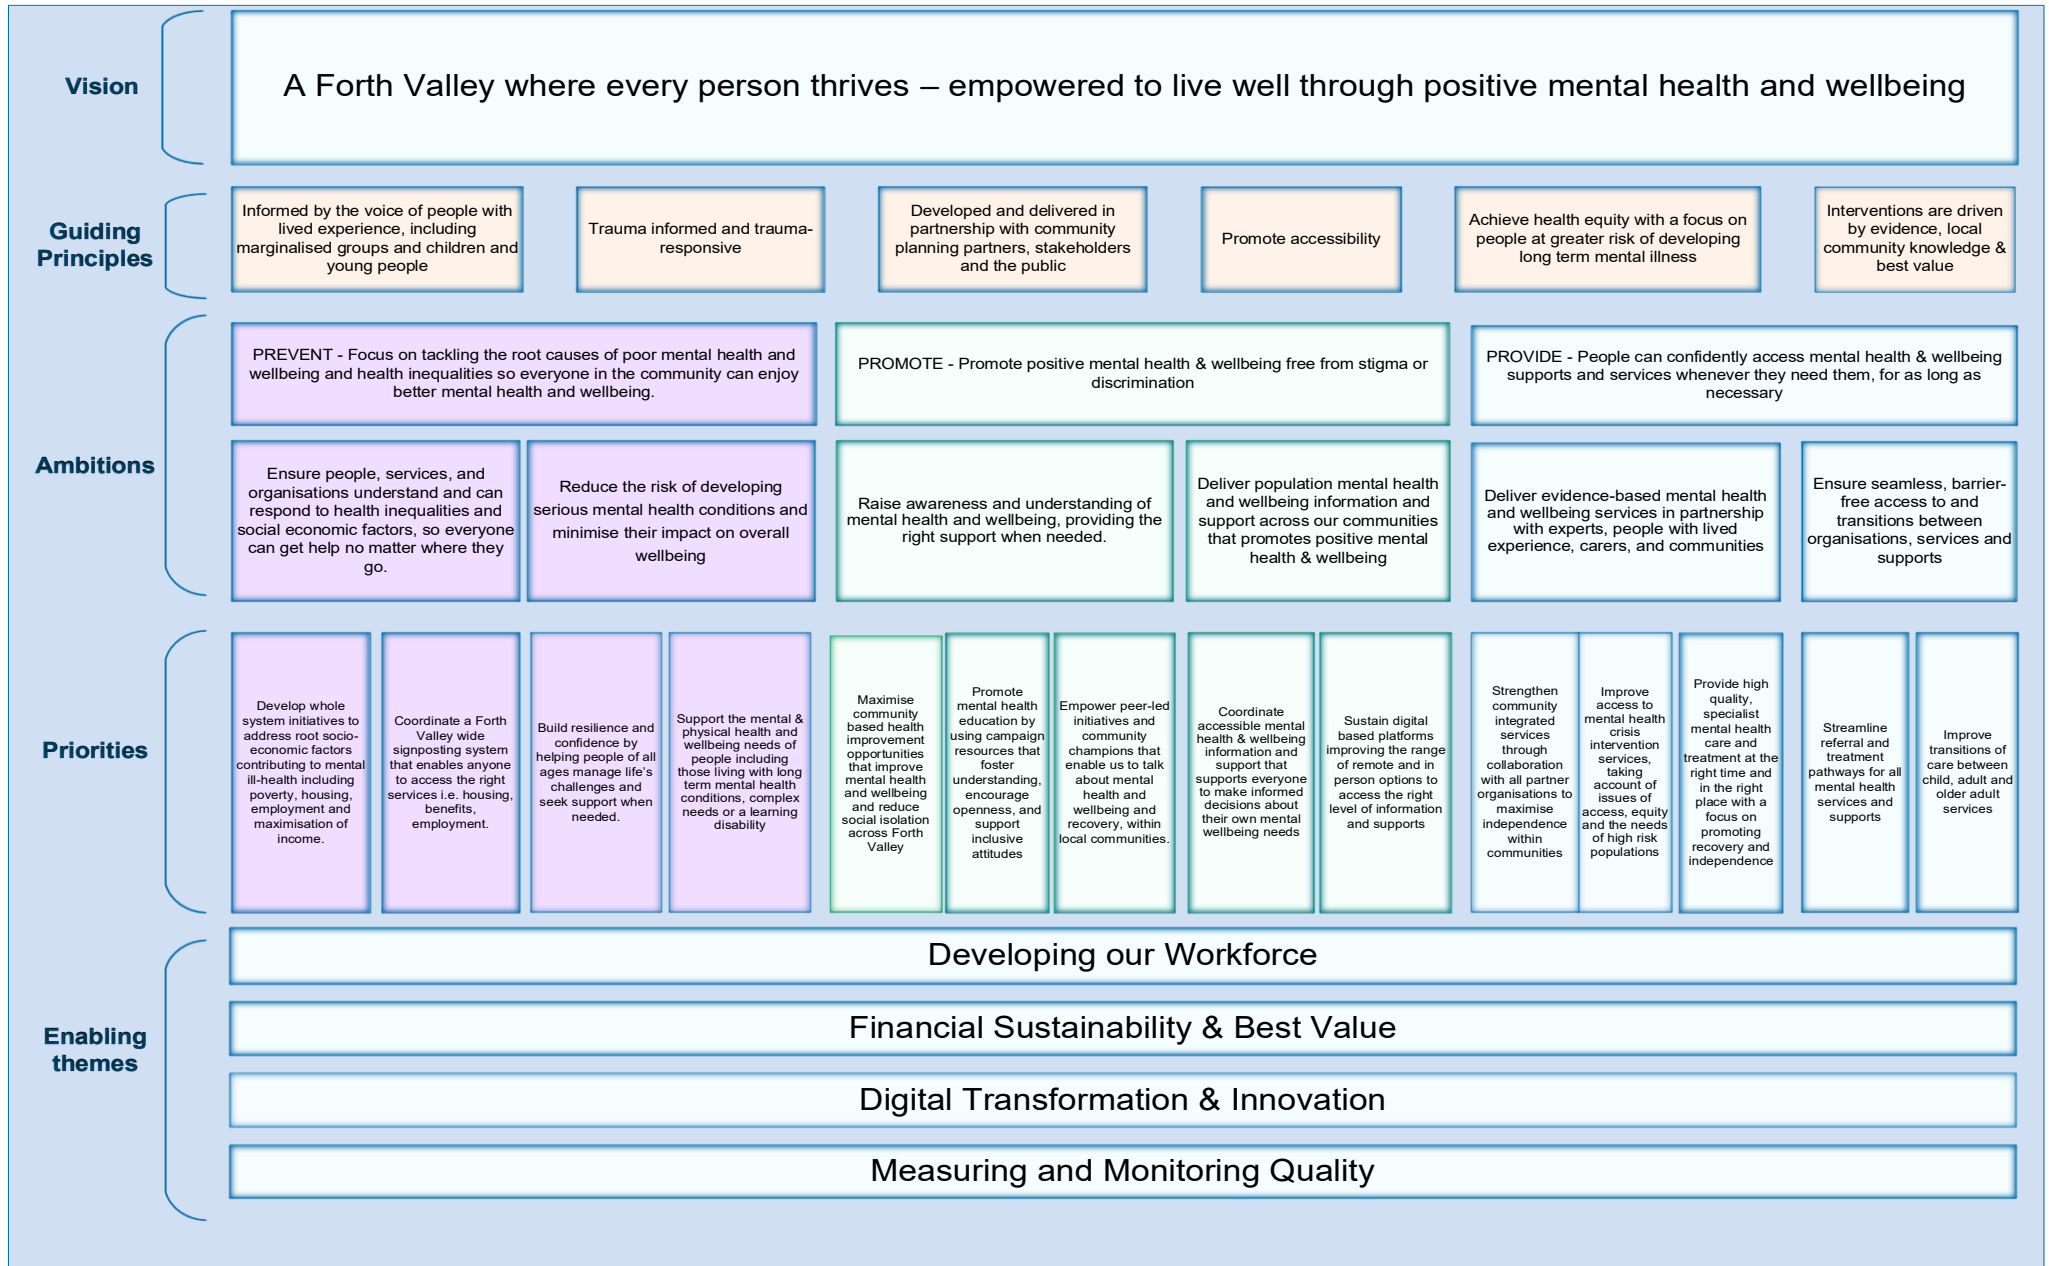 Vision
A Forth Valley where every person thrives – empowered to live well through positive mental health and wellbeing
Guiding
Principles
Informed by the voice of people with
lived experience, including
marginalised groups and children and
young people
Trauma informed and trauma-
responsive
Developed and delivered in
partnership with community
planning partners, stakeholders
and the public
Promote accessibility
Achieve health equity with a focus on
people at greater risk of developing
long term mental illness
Interventions are driven
by evidence, local
community knowledge &
best value
Ambitions
PREVENT - Focus on tackling the root causes of poor mental health and
wellbeing and health inequalities so everyone in the community can enjoy
better mental health and wellbeing.
PROMOTE - Promote positive mental health & wellbeing free from stigma or
discrimination
PROVIDE - People can confidently access mental health & wellbeing
supports and services whenever they need them, for as long as
necessary
Ensure people, services, and
organisations understand and can
respond to health inequalities and
social economic factors, so everyone
can get help no matter where they
go.
Reduce the risk of developing
serious mental health conditions and
minimise their impact on overall
wellbeing
Raise awareness and understanding of
mental health and wellbeing, providing the
right support when needed.
Deliver population mental health
and wellbeing information and
support across our communities
that promotes positive mental
health & wellbeing
Deliver evidence-based mental health
and wellbeing services in partnership
with experts, people with lived
experience, carers, and communities
Ensure seamless, barrier-
free access to and
transitions between
organisations, services and
supports
Priorities
Develop whole
system initiatives to
address root socio-
economic factors
contributing to mental
ill-health including
poverty, housing,
employment and
maximisation of
income.
Coordinate a Forth
Valley wide
signposting system
that enables anyone
to access the right
services i.e. housing,
benefits,
employment.
Build resilience and
confidence by
helping people of all
ages manage life's
challenges and
seek support when
needed.
Support the mental &
physical health and
wellbeing needs of
people including
those living with long
term mental health
conditions, complex
needs or a learning
disability
Maximise
community
based health
improvement
opportunities
that improve
mental health
and wellbeing
and reduce
social isolation
across Forth
Valley
Promote
mental health
education by
using campaign
resources that
foster
understanding,
encourage
openness, and
support
inclusive
attitudes
Empower peer-led
initiatives and
community
champions that
enable us to talk
about mental
health and
wellbeing and
recovery, within
local communities.
Coordinate
accessible mental
health & wellbeing
information and
support that
supports everyone
to make informed
decisions about
their own mental
wellbeing needs
Sustain digital
based platforms
improving the range
of remote and in
person options to
access the right
level of information
and supports
Strengthen
community
integrated
services
through
collaboration
with all partner
organisations to
maximise
independence
within
communities
Improve
access to
mental health
crisis
intervention
services,
taking
account of
issues of
access, equity
and the needs
of high risk
populations
Provide high
quality,
specialist
mental health
care and
treatment at the
right time and
in the right
place with a
focus on
promoting
recovery and
independence
Streamline
referral and
treatment
pathways for all
mental health
services and
supports
Improve
transitions of
care between
child, adult and
older adult
services
Enabling
themes
Developing our Workforce
Financial Sustainability & Best Value
Digital Transformation & Innovation
Measuring and Monitoring Quality